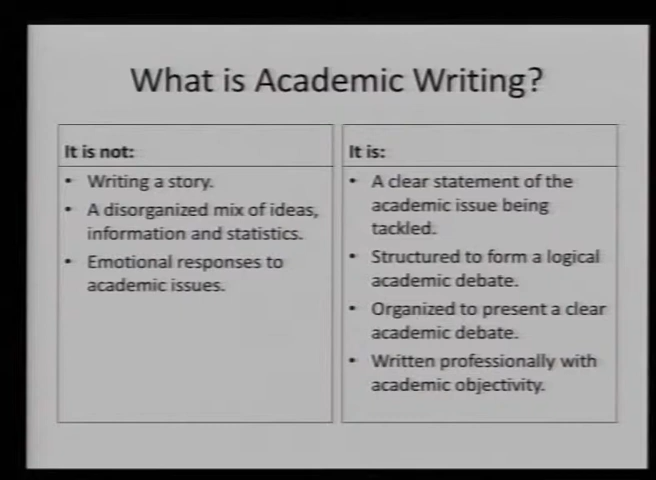 What is Academic Writing?
It is not:
• Writing a story.
• A disorganized mix of ideas,
information and statistics.
• Emotional responses to
academic issues.
It is:
• A clear statement of the
academic issue being
tackled.
• Structured to form a logical
academic debate.
• Organized to present a clear
academic debate.
• Written professionally with
academic objectivity.